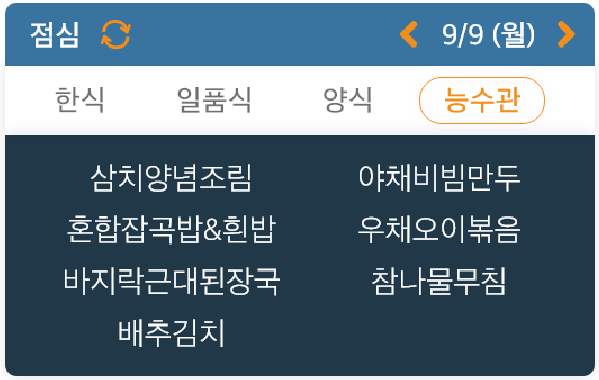 점심 9/9 (월)
한식 일품식 양식 능수관
삼치양념조림 야채비빔만두
혼합잡곡밥&흰밥 우채오이볶음
바지락근대된장국 참나물무침
배추김치